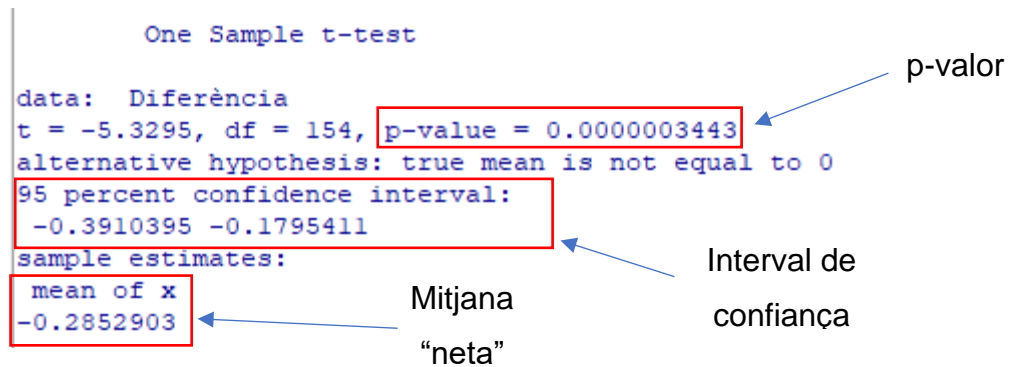 One Sample t-test
p-valor
data:  Diferència
t = -5.3295, df = 154, p-value = 0.0000003443
alternative hypothesis: true mean is not equal to 0
95 percent confidence interval:
-0.3910395 -0.1795411
sample estimates:
mean of x
-0.2852903
Mitjana
“neta”
Interval de
confiança